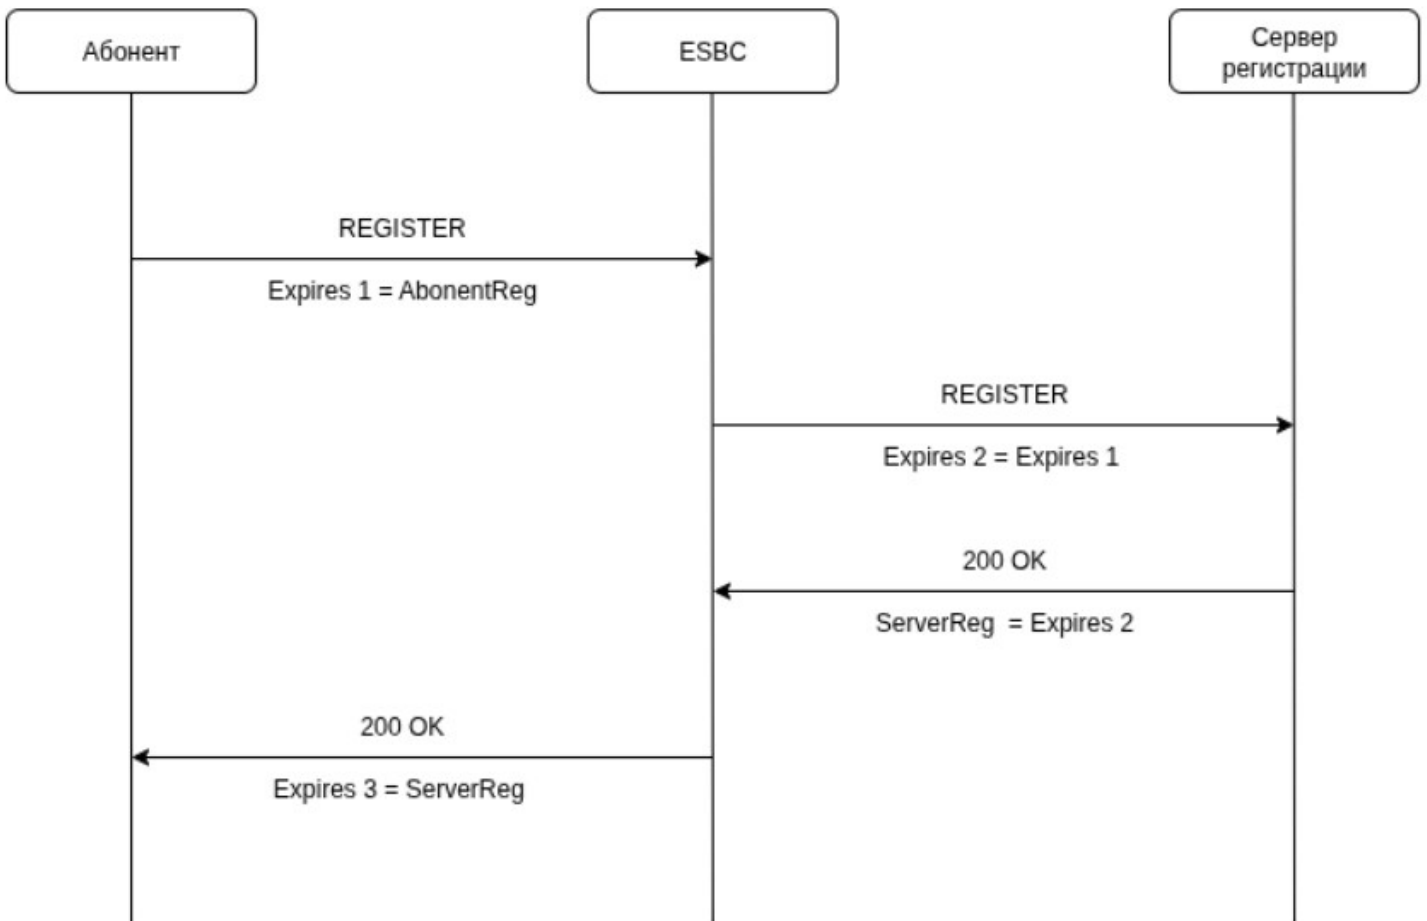 Абонент
ESBC
Сервер
регистрации
REGISTER
Expires 1 = AbonentReg
REGISTER
Expires 2 = Expires 1
200 OK
ServerReg = Expires 2
200 OK
Expires 3 = ServerReg